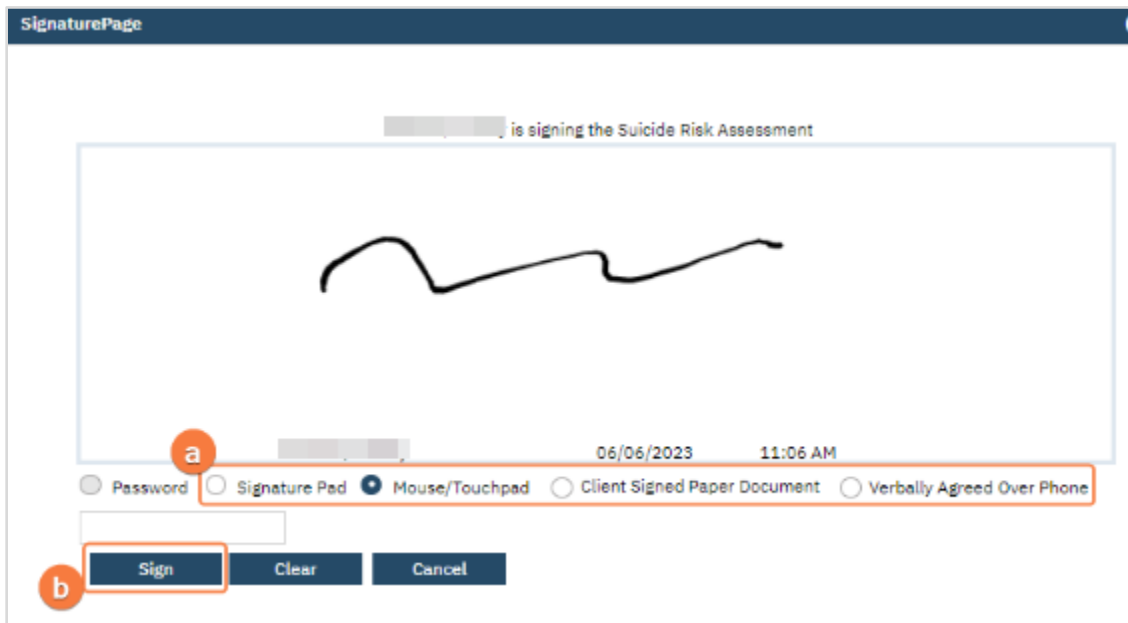 SignaturePage
is signing the Suicide Risk Assessment
06/06/2023 11:06 AM
a
Password Signature Pad Mouse/Touchpad Client Signed Paper Document Verbally Agreed Over Phone
Sign Clear Cancel
b